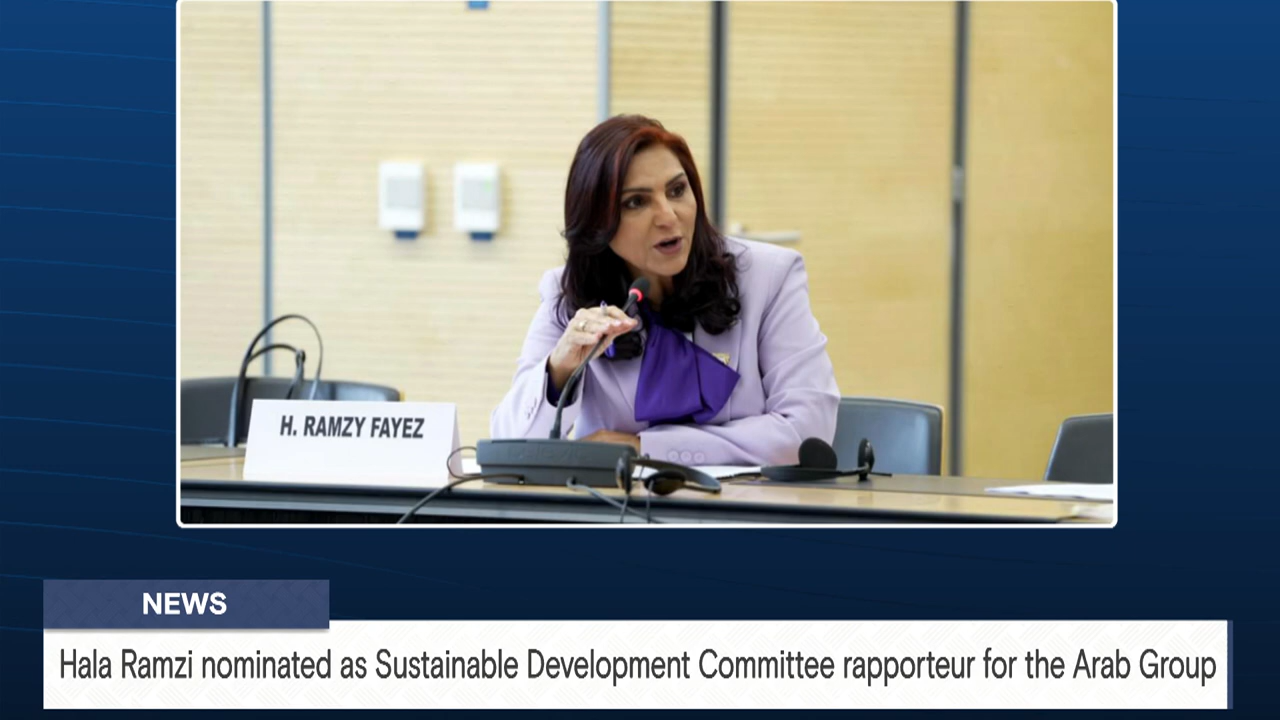 H. RAMZY FAYEZ
NEWS
Hala Ramzi nominated as Sustainable Development Committee rapporteur for the Arab Group